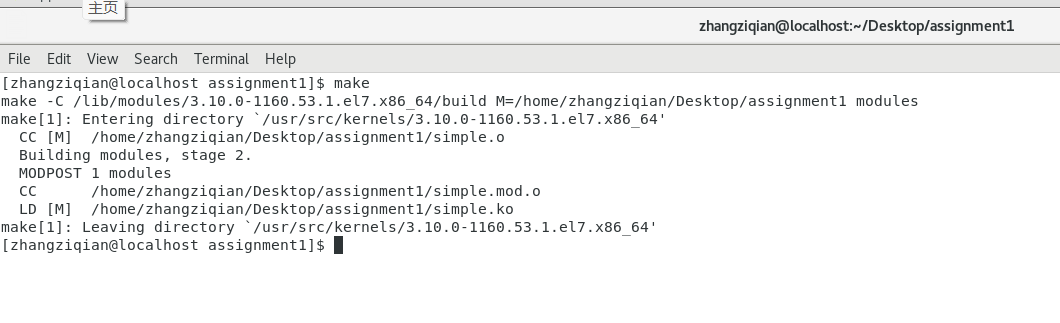 主页
zhangziqian@localhost:~/Desktop/assignment1
File Edit View Search Terminal Help
[zhangziqian@localhost assignment1]$ make
make -C /lib/modules/3.10.0-1160.53.1.el7.x86_64/build M=/home/zhangziqian/Desktop/assignment1 modules
make[1]: Entering directory `/usr/src/kernels/3.10.0-1160.53.1.el7.x86_64'
  CC [M]  /home/zhangziqian/Desktop/assignment1/simple.o
  Building modules, stage 2.
  MODPOST 1 modules
  CC      /home/zhangziqian/Desktop/assignment1/simple.mod.o
  LD [M]  /home/zhangziqian/Desktop/assignment1/simple.ko
make[1]: Leaving directory `/usr/src/kernels/3.10.0-1160.53.1.el7.x86_64'
[zhangziqian@localhost assignment1]$